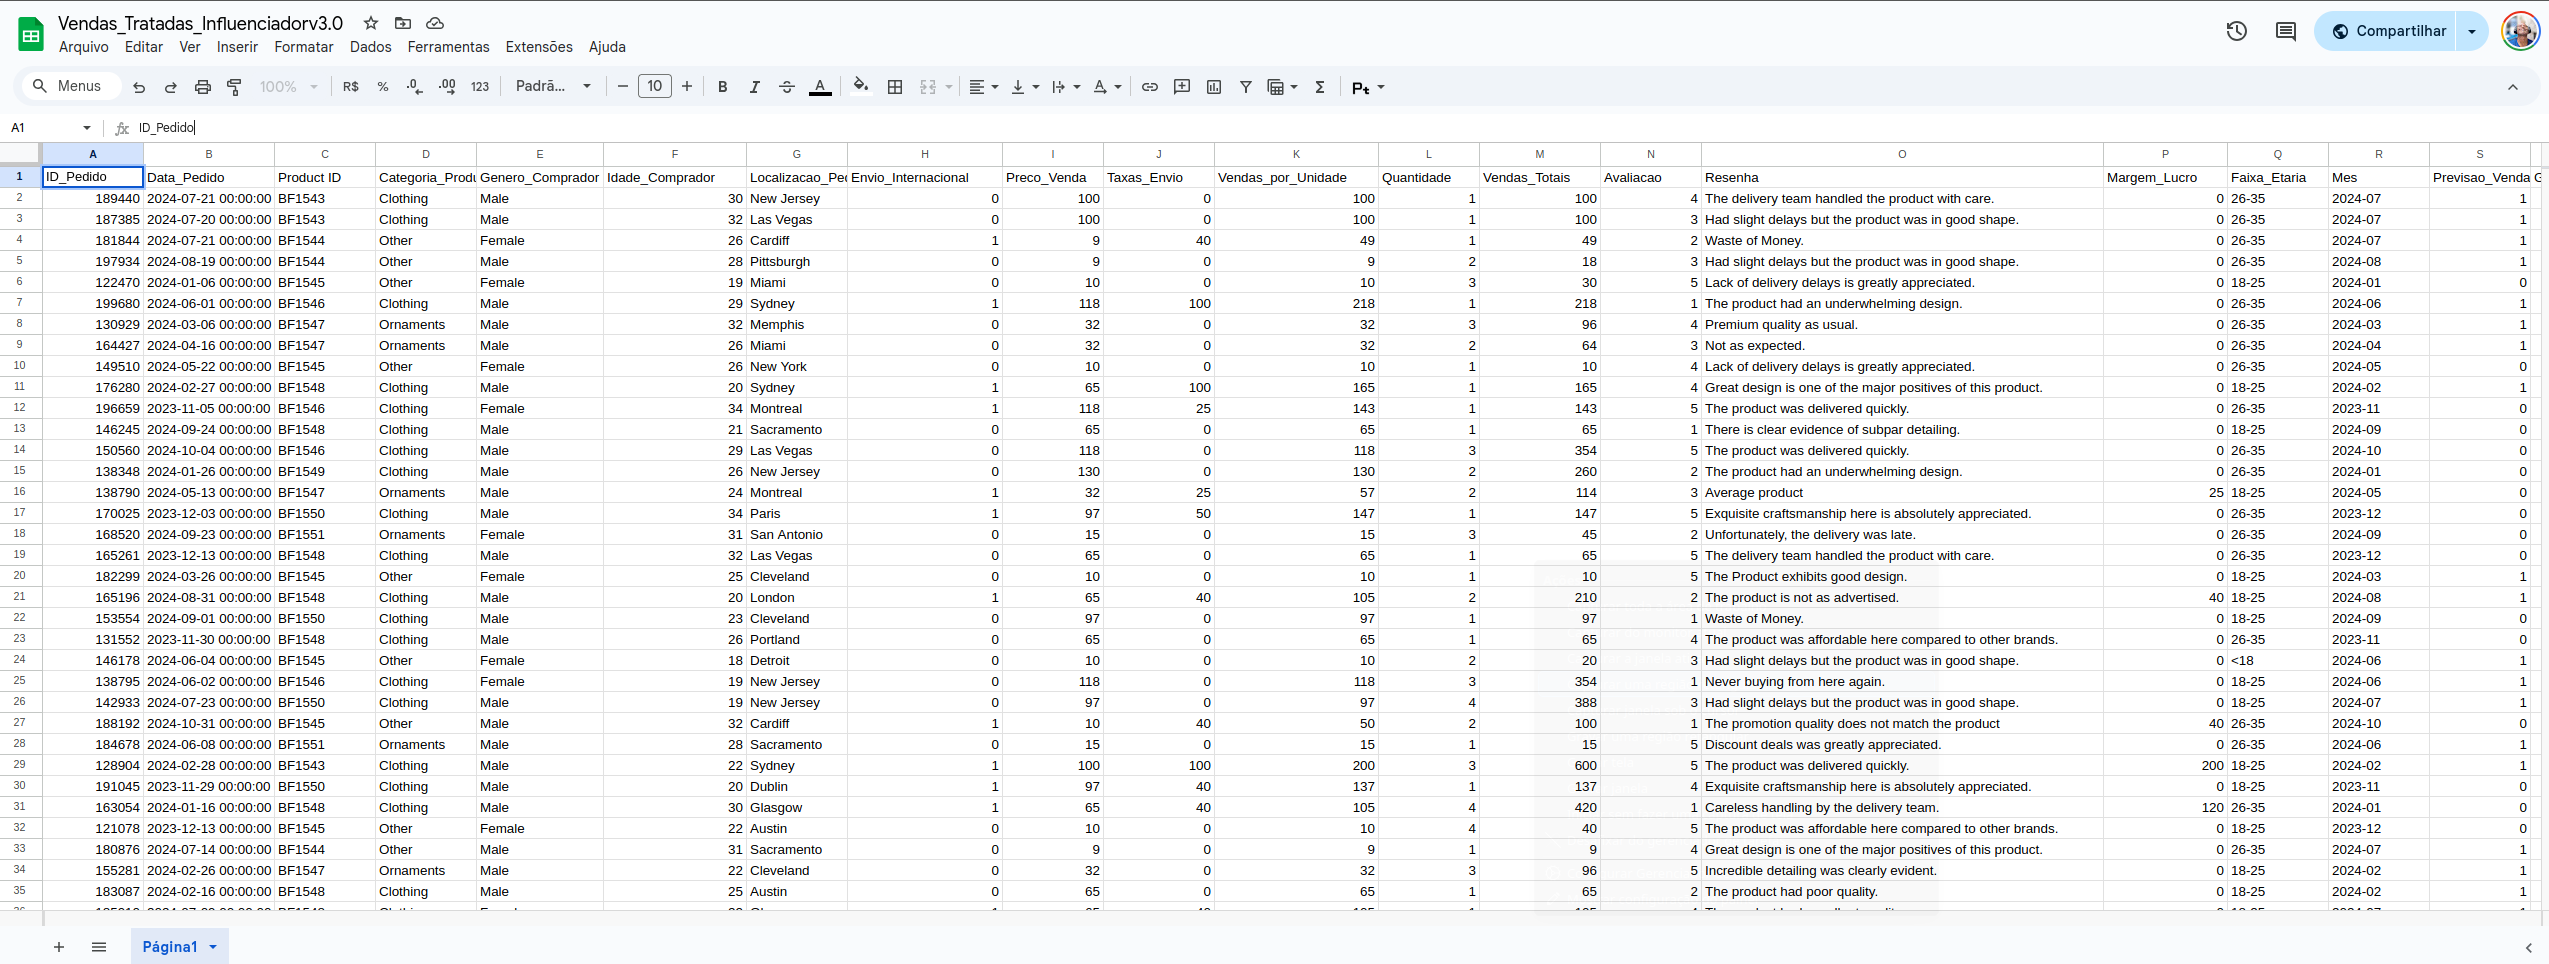 Vendas_Tratadas_Influenciadorv3.0
Arquivo Editar Ver Inserir Formatar Dados Ferramentas Extensões Ajuda
Compartilhar
Menus 100% R$ % .0 .00 123 Padrã... − 10 + B I A Σ
A1 fx ID_Pedido
A B C D E F G H I J K L M N O P Q R S
1 ID_Pedido Data_Pedido Product ID Categoria_Produ Genero_Comprador Idade_Comprador Localizacao_Ped Envio_Internacional Preco_Venda Taxas_Envio Vendas_por_Unidade Quantidade Vendas_Totais Avaliacao Resenha Margem_Lucro Faixa_Etaria Mes Previsao_Venda G
2 189440 2024-07-21 00:00:00 BF1543 Clothing Male 30 New Jersey 0 100 0 100 1 100 4 The delivery team handled the product with care. 0 26-35 2024-07 1
3 187385 2024-07-20 00:00:00 BF1543 Clothing Male 32 Las Vegas 0 100 0 100 1 100 3 Had slight delays but the product was in good shape. 0 26-35 2024-07 1
4 181844 2024-07-21 00:00:00 BF1544 Other Female 26 Cardiff 1 9 40 49 1 49 2 Waste of Money. 0 26-35 2024-07 1
5 197934 2024-08-19 00:00:00 BF1544 Other Male 28 Pittsburgh 0 9 0 9 2 18 3 Had slight delays but the product was in good shape. 0 26-35 2024-08 1
6 122470 2024-01-06 00:00:00 BF1545 Other Female 19 Miami 0 10 0 10 3 30 5 Lack of delivery delays is greatly appreciated. 0 18-25 2024-01 0
7 199680 2024-06-01 00:00:00 BF1546 Clothing Male 29 Sydney 1 118 100 218 1 218 1 The product had an underwhelming design. 0 26-35 2024-06 1
8 130929 2024-03-06 00:00:00 BF1547 Ornaments Male 32 Memphis 0 32 0 32 3 96 4 Premium quality as usual. 0 26-35 2024-03 1
9 164427 2024-04-16 00:00:00 BF1547 Ornaments Male 26 Miami 0 32 0 32 2 64 3 Not as expected. 0 26-35 2024-04 1
10 149510 2024-05-22 00:00:00 BF1545 Other Female 26 New York 0 10 0 10 1 10 4 Lack of delivery delays is greatly appreciated. 0 26-35 2024-05 0
11 176280 2024-02-27 00:00:00 BF1548 Clothing Male 20 Sydney 1 65 100 165 1 165 4 Great design is one of the major positives of this product. 0 18-25 2024-02 1
12 196659 2023-11-05 00:00:00 BF1546 Clothing Female 34 Montreal 1 118 25 143 1 143 5 The product was delivered quickly. 0 26-35 2023-11 0
13 146245 2024-09-24 00:00:00 BF1548 Clothing Male 21 Sacramento 0 65 0 65 1 65 1 There is clear evidence of subpar detailing. 0 18-25 2024-09 0
14 150560 2024-10-04 00:00:00 BF1546 Clothing Male 29 Las Vegas 0 118 0 118 3 354 5 The product was delivered quickly. 0 26-35 2024-10 0
15 138348 2024-01-26 00:00:00 BF1549 Clothing Male 26 New Jersey 0 130 0 130 2 260 2 The product had an underwhelming design. 0 26-35 2024-01 0
16 138790 2024-05-13 00:00:00 BF1547 Ornaments Male 24 Montreal 1 32 25 57 2 114 3 Average product 25 18-25 2024-05 0
17 170025 2023-12-03 00:00:00 BF1550 Clothing Male 34 Paris 1 97 50 147 1 147 5 Exquisite craftsmanship here is absolutely appreciated. 0 26-35 2023-12 0
18 168520 2024-09-23 00:00:00 BF1551 Ornaments Female 31 San Antonio 0 15 0 15 3 45 2 Unfortunately, the delivery was late. 0 26-35 2024-09 0
19 165261 2023-12-13 00:00:00 BF1548 Clothing Male 32 Las Vegas 0 65 0 65 1 65 5 The delivery team handled the product with care. 0 26-35 2023-12 0
20 182299 2024-03-26 00:00:00 BF1545 Other Female 25 Cleveland 0 10 0 10 1 10 5 The Product exhibits good design. 0 18-25 2024-03 1
21 165196 2024-08-31 00:00:00 BF1548 Clothing Male 20 London 1 65 40 105 2 210 2 The product is not as advertised. 40 18-25 2024-08 1
22 153554 2024-09-01 00:00:00 BF1550 Clothing Male 23 Cleveland 0 97 0 97 1 97 1 Waste of Money. 0 18-25 2024-09 0
23 131552 2023-11-30 00:00:00 BF1548 Clothing Male 26 Portland 0 65 0 65 1 65 4 The product was affordable here compared to other brands. 0 26-35 2023-11 0
24 146178 2024-06-04 00:00:00 BF1545 Other Female 18 Detroit 0 10 0 10 2 20 3 Had slight delays but the product was in good shape. 0 <18 2024-06 1
25 138795 2024-06-02 00:00:00 BF1546 Clothing Female 19 New Jersey 0 118 0 118 3 354 1 Never buying from here again. 0 18-25 2024-06 1
26 142933 2024-07-23 00:00:00 BF1550 Clothing Male 19 New Jersey 0 97 0 97 4 388 3 Had slight delays but the product was in good shape. 0 18-25 2024-07 1
27 188192 2024-10-31 00:00:00 BF1545 Other Male 32 Cardiff 1 10 40 50 2 100 1 The promotion quality does not match the product 40 26-35 2024-10 0
28 184678 2024-06-08 00:00:00 BF1551 Ornaments Male 28 Sacramento 0 15 0 15 1 15 5 Discount deals was greatly appreciated. 0 26-35 2024-06 1
29 128904 2024-02-28 00:00:00 BF1543 Clothing Male 22 Sydney 1 100 100 200 3 600 5 The product was delivered quickly. 200 18-25 2024-02 1
30 191045 2023-11-29 00:00:00 BF1550 Clothing Male 20 Dublin 1 97 40 137 1 137 4 Exquisite craftsmanship here is absolutely appreciated. 0 18-25 2023-11 0
31 163054 2024-01-16 00:00:00 BF1548 Clothing Male 30 Glasgow 1 65 40 105 4 420 1 Careless handling by the delivery team. 120 26-35 2024-01 0
32 121078 2023-12-13 00:00:00 BF1545 Other Female 22 Austin 0 10 0 10 4 40 5 The product was affordable here compared to other brands. 0 18-25 2023-12 0
33 180876 2024-07-14 00:00:00 BF1544 Other Male 31 Sacramento 0 9 0 9 1 9 4 Great design is one of the major positives of this product. 0 26-35 2024-07 1
34 155281 2024-02-26 00:00:00 BF1547 Ornaments Male 22 Cleveland 0 32 0 32 3 96 5 Incredible detailing was clearly evident. 0 18-25 2024-02 1
35 183087 2024-02-16 00:00:00 BF1548 Clothing Male 25 Austin 0 65 0 65 1 65 2 The product had poor quality. 0 18-25 2024-02 1
Página1